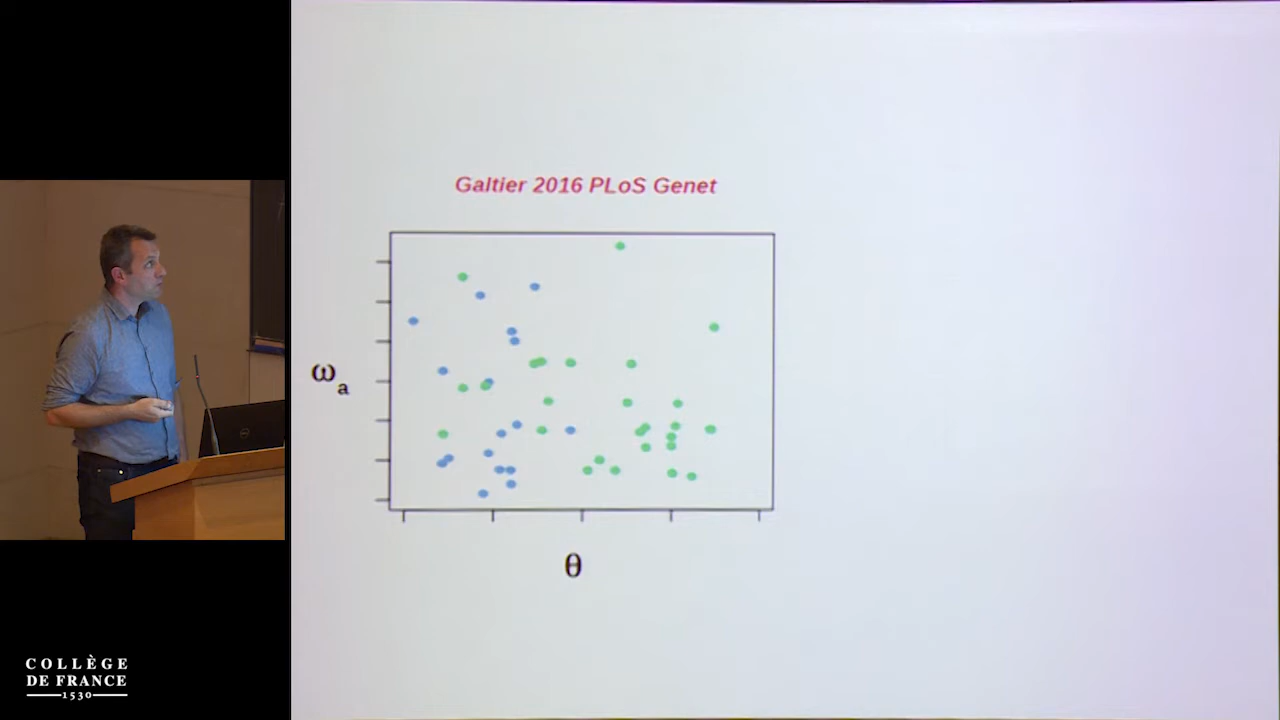 Galtier 2016 PLoS Genet
ωa
θ
COLLÈGE
DE FRANCE
1530